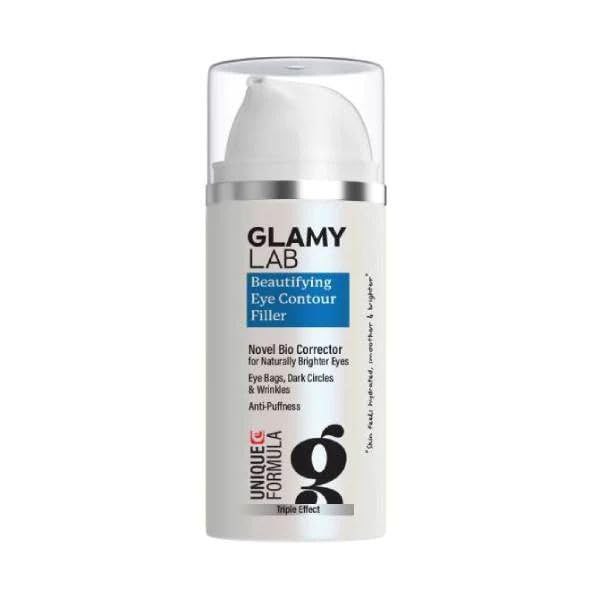 GLAMY
LAB
Beautifying
Eye Contour
Filler
Novel Bio Corrector
for Naturally Brighter Eyes
Eye Bags, Dark Circles
& Wrinkles
Anti-Puffness
UNIQUE
FORMULA
g
Triple Effect
"Skin feels hydrated, smoother & brighter"